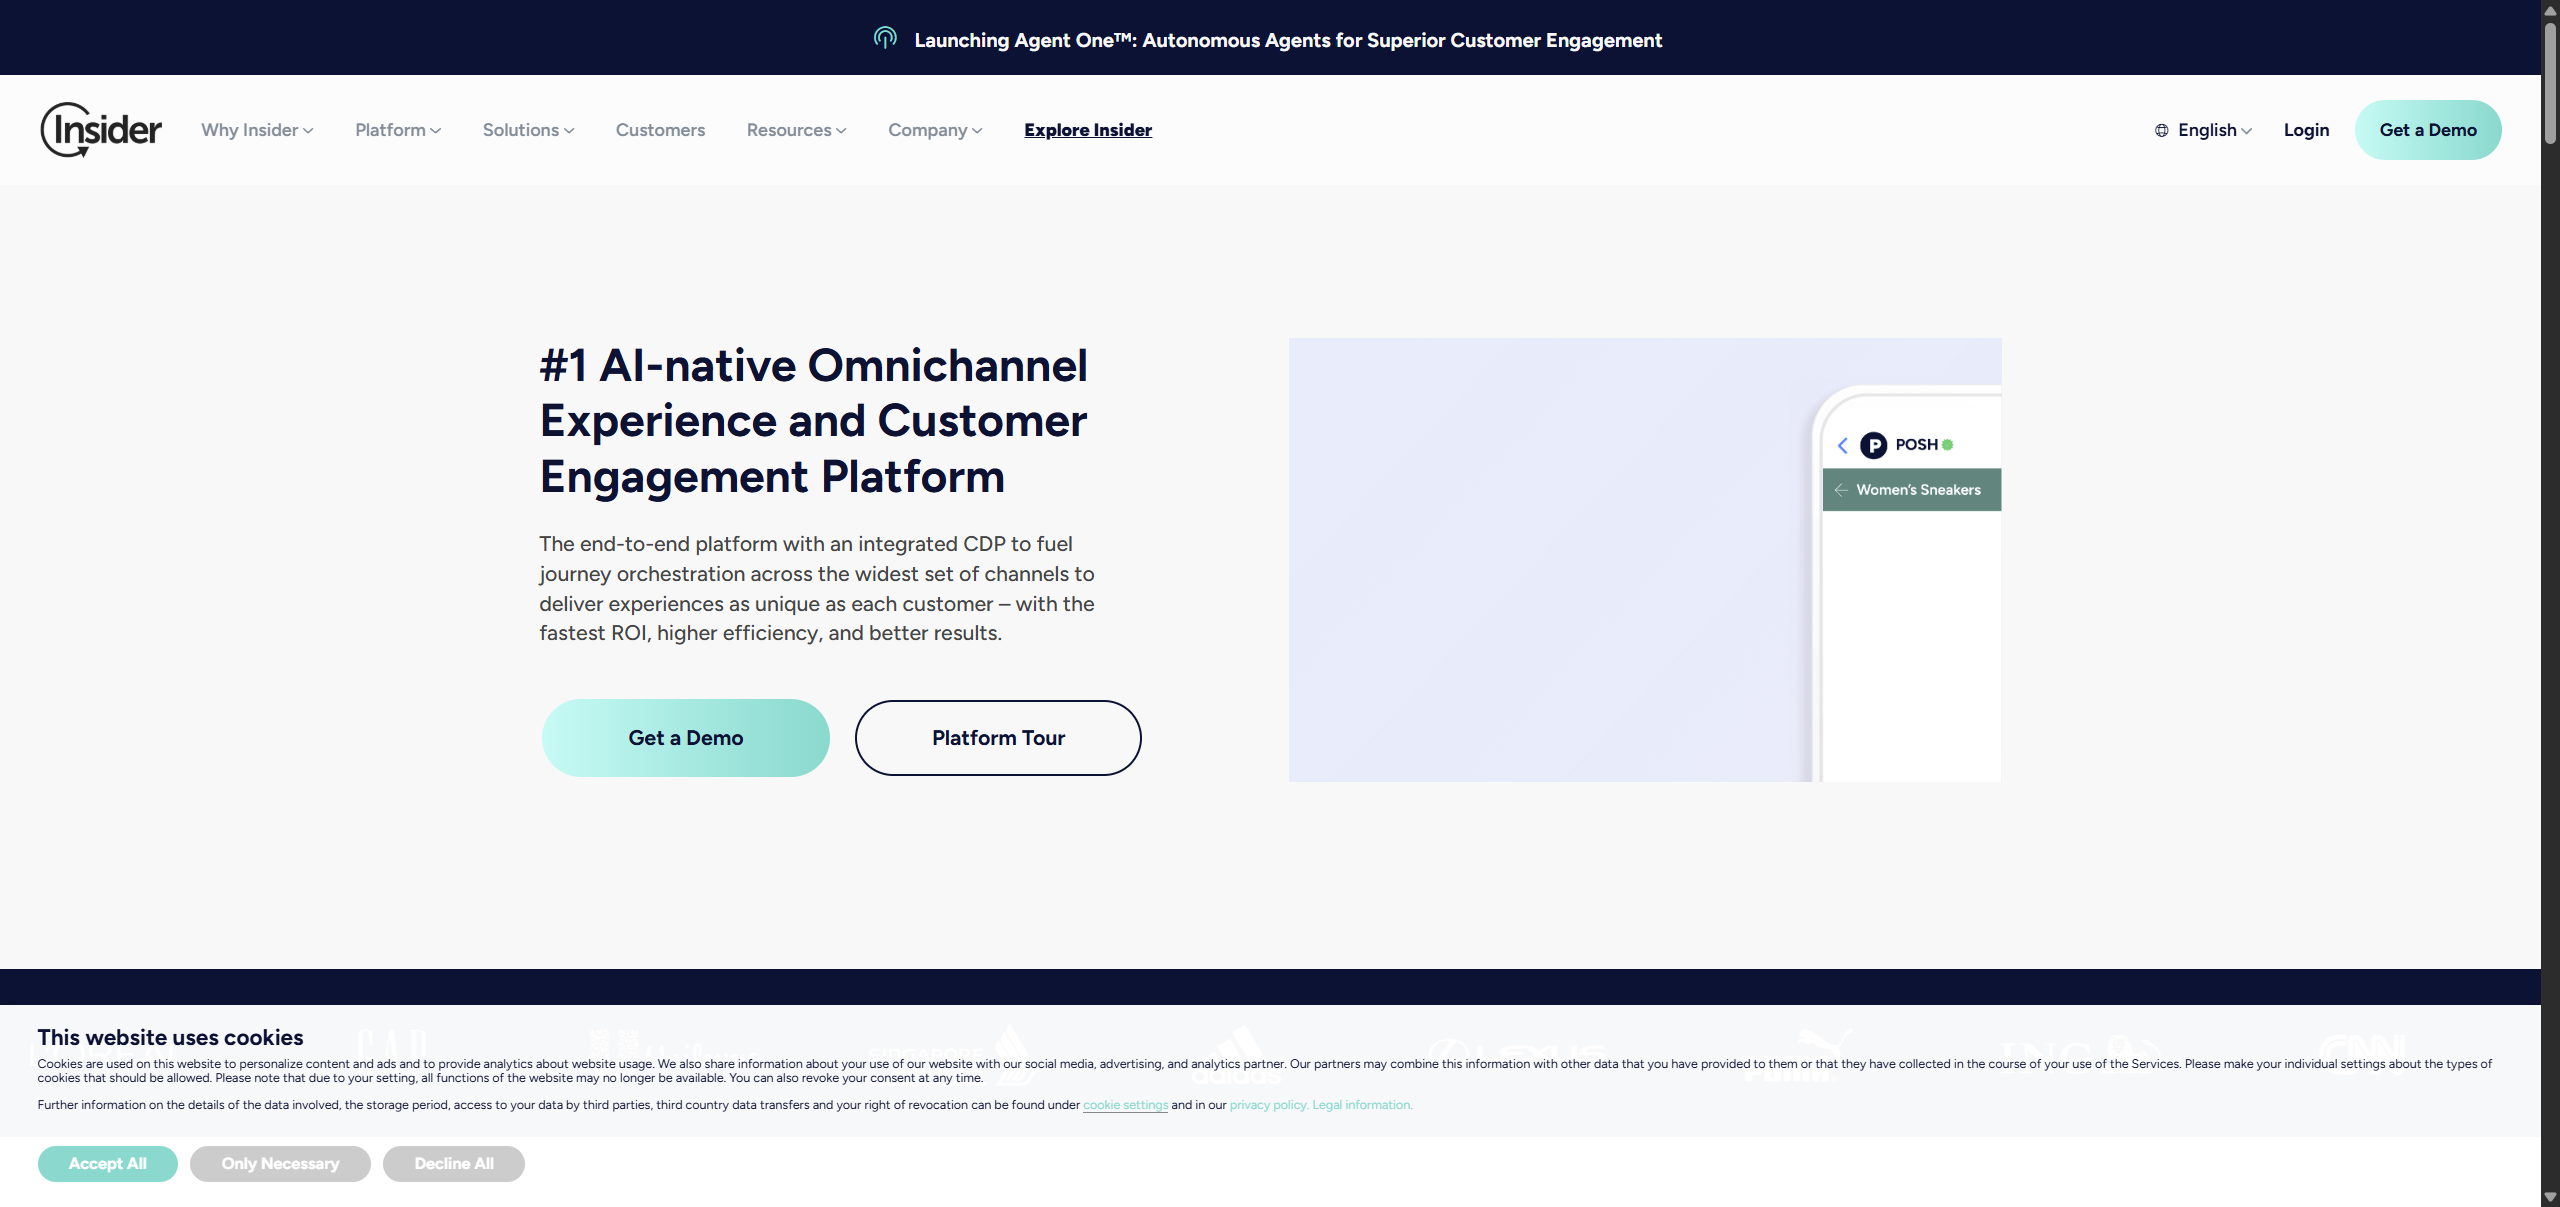 Launching Agent One™: Autonomous Agents for Superior Customer Engagement
Insider
Why Insider
Platform
Solutions
Customers
Resources
Company
Explore Insider
English
Login
Get a Demo
#1 AI-native Omnichannel
Experience and Customer
Engagement Platform
The end-to-end platform with an integrated CDP to fuel
journey orchestration across the widest set of channels to
deliver experiences as unique as each customer – with the
fastest ROI, higher efficiency, and better results.
Get a Demo
Platform Tour
P POSH
Women's Sneakers
This website uses cookies
Cookies are used on this website to personalize content and ads and to provide analytics about website usage. We also share information about your use of our website with our social media, advertising, and analytics partner. Our partners may combine this information with other data that you have provided to them or that they have collected in the course of your use of the Services. Please make your individual settings about the types of
cookies that should be allowed. Please note that due to your setting, all functions of the website may no longer be available. You can also revoke your consent at any time.
Further information on the details of the data involved, the storage period, access to your data by third parties, third country data transfers and your right of revocation can be found under cookie settings and in our privacy policy. Legal information.
GAP
SINGAPORE
adidas
LEXUS
ING
CNN
Accept All
Only Necessary
Decline All